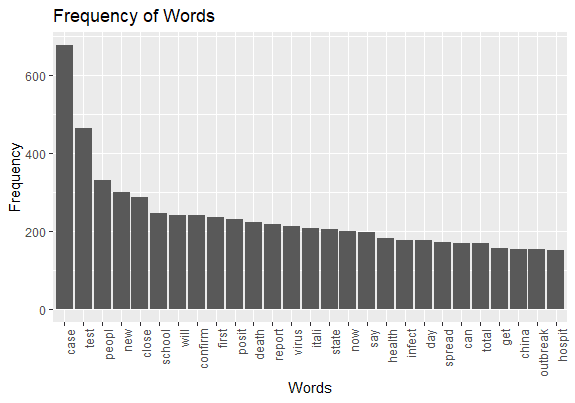 Frequency of Words
Frequency
600
400
200
0
case
test
peopl
new
close
school
will
confirm
first
posit
death
report
virus
itali
state
now
say
health
infect
day
spread
can
total
get
china
outbreak
hospit
Words